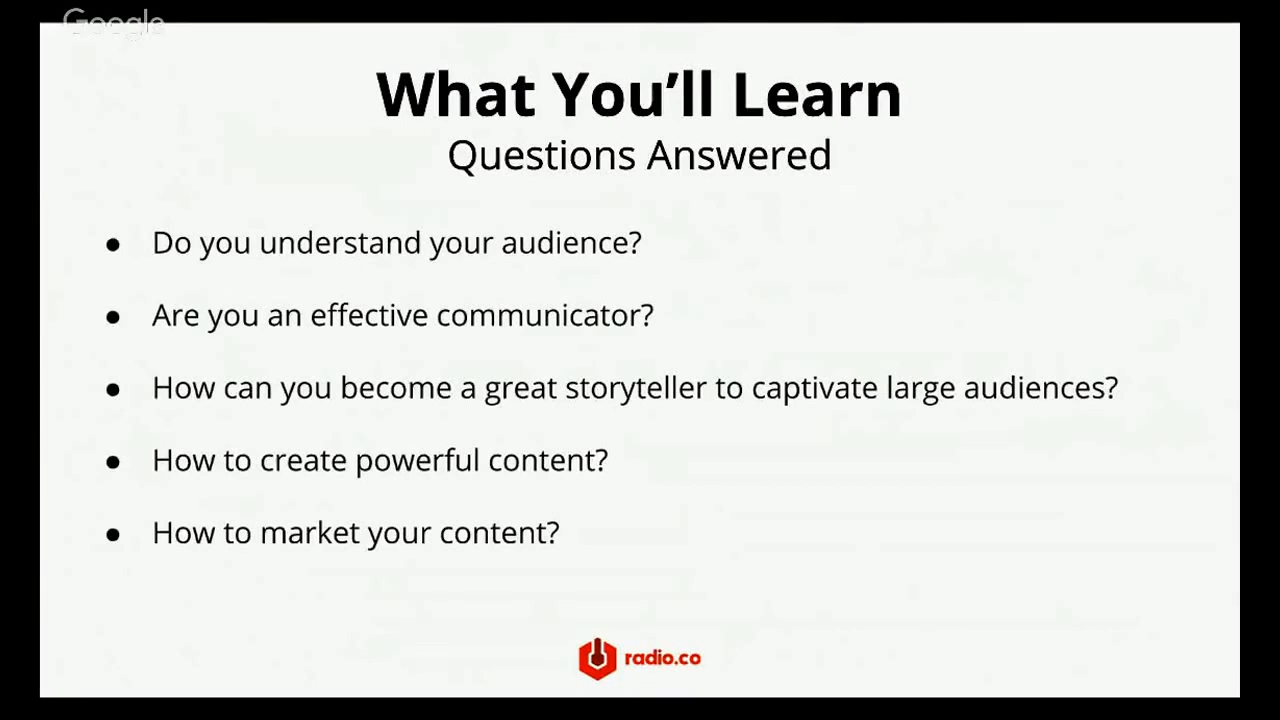 Google
What You’ll Learn
Questions Answered
● Do you understand your audience?
● Are you an effective communicator?
● How can you become a great storyteller to captivate large audiences?
● How to create powerful content?
● How to market your content?
radio.co